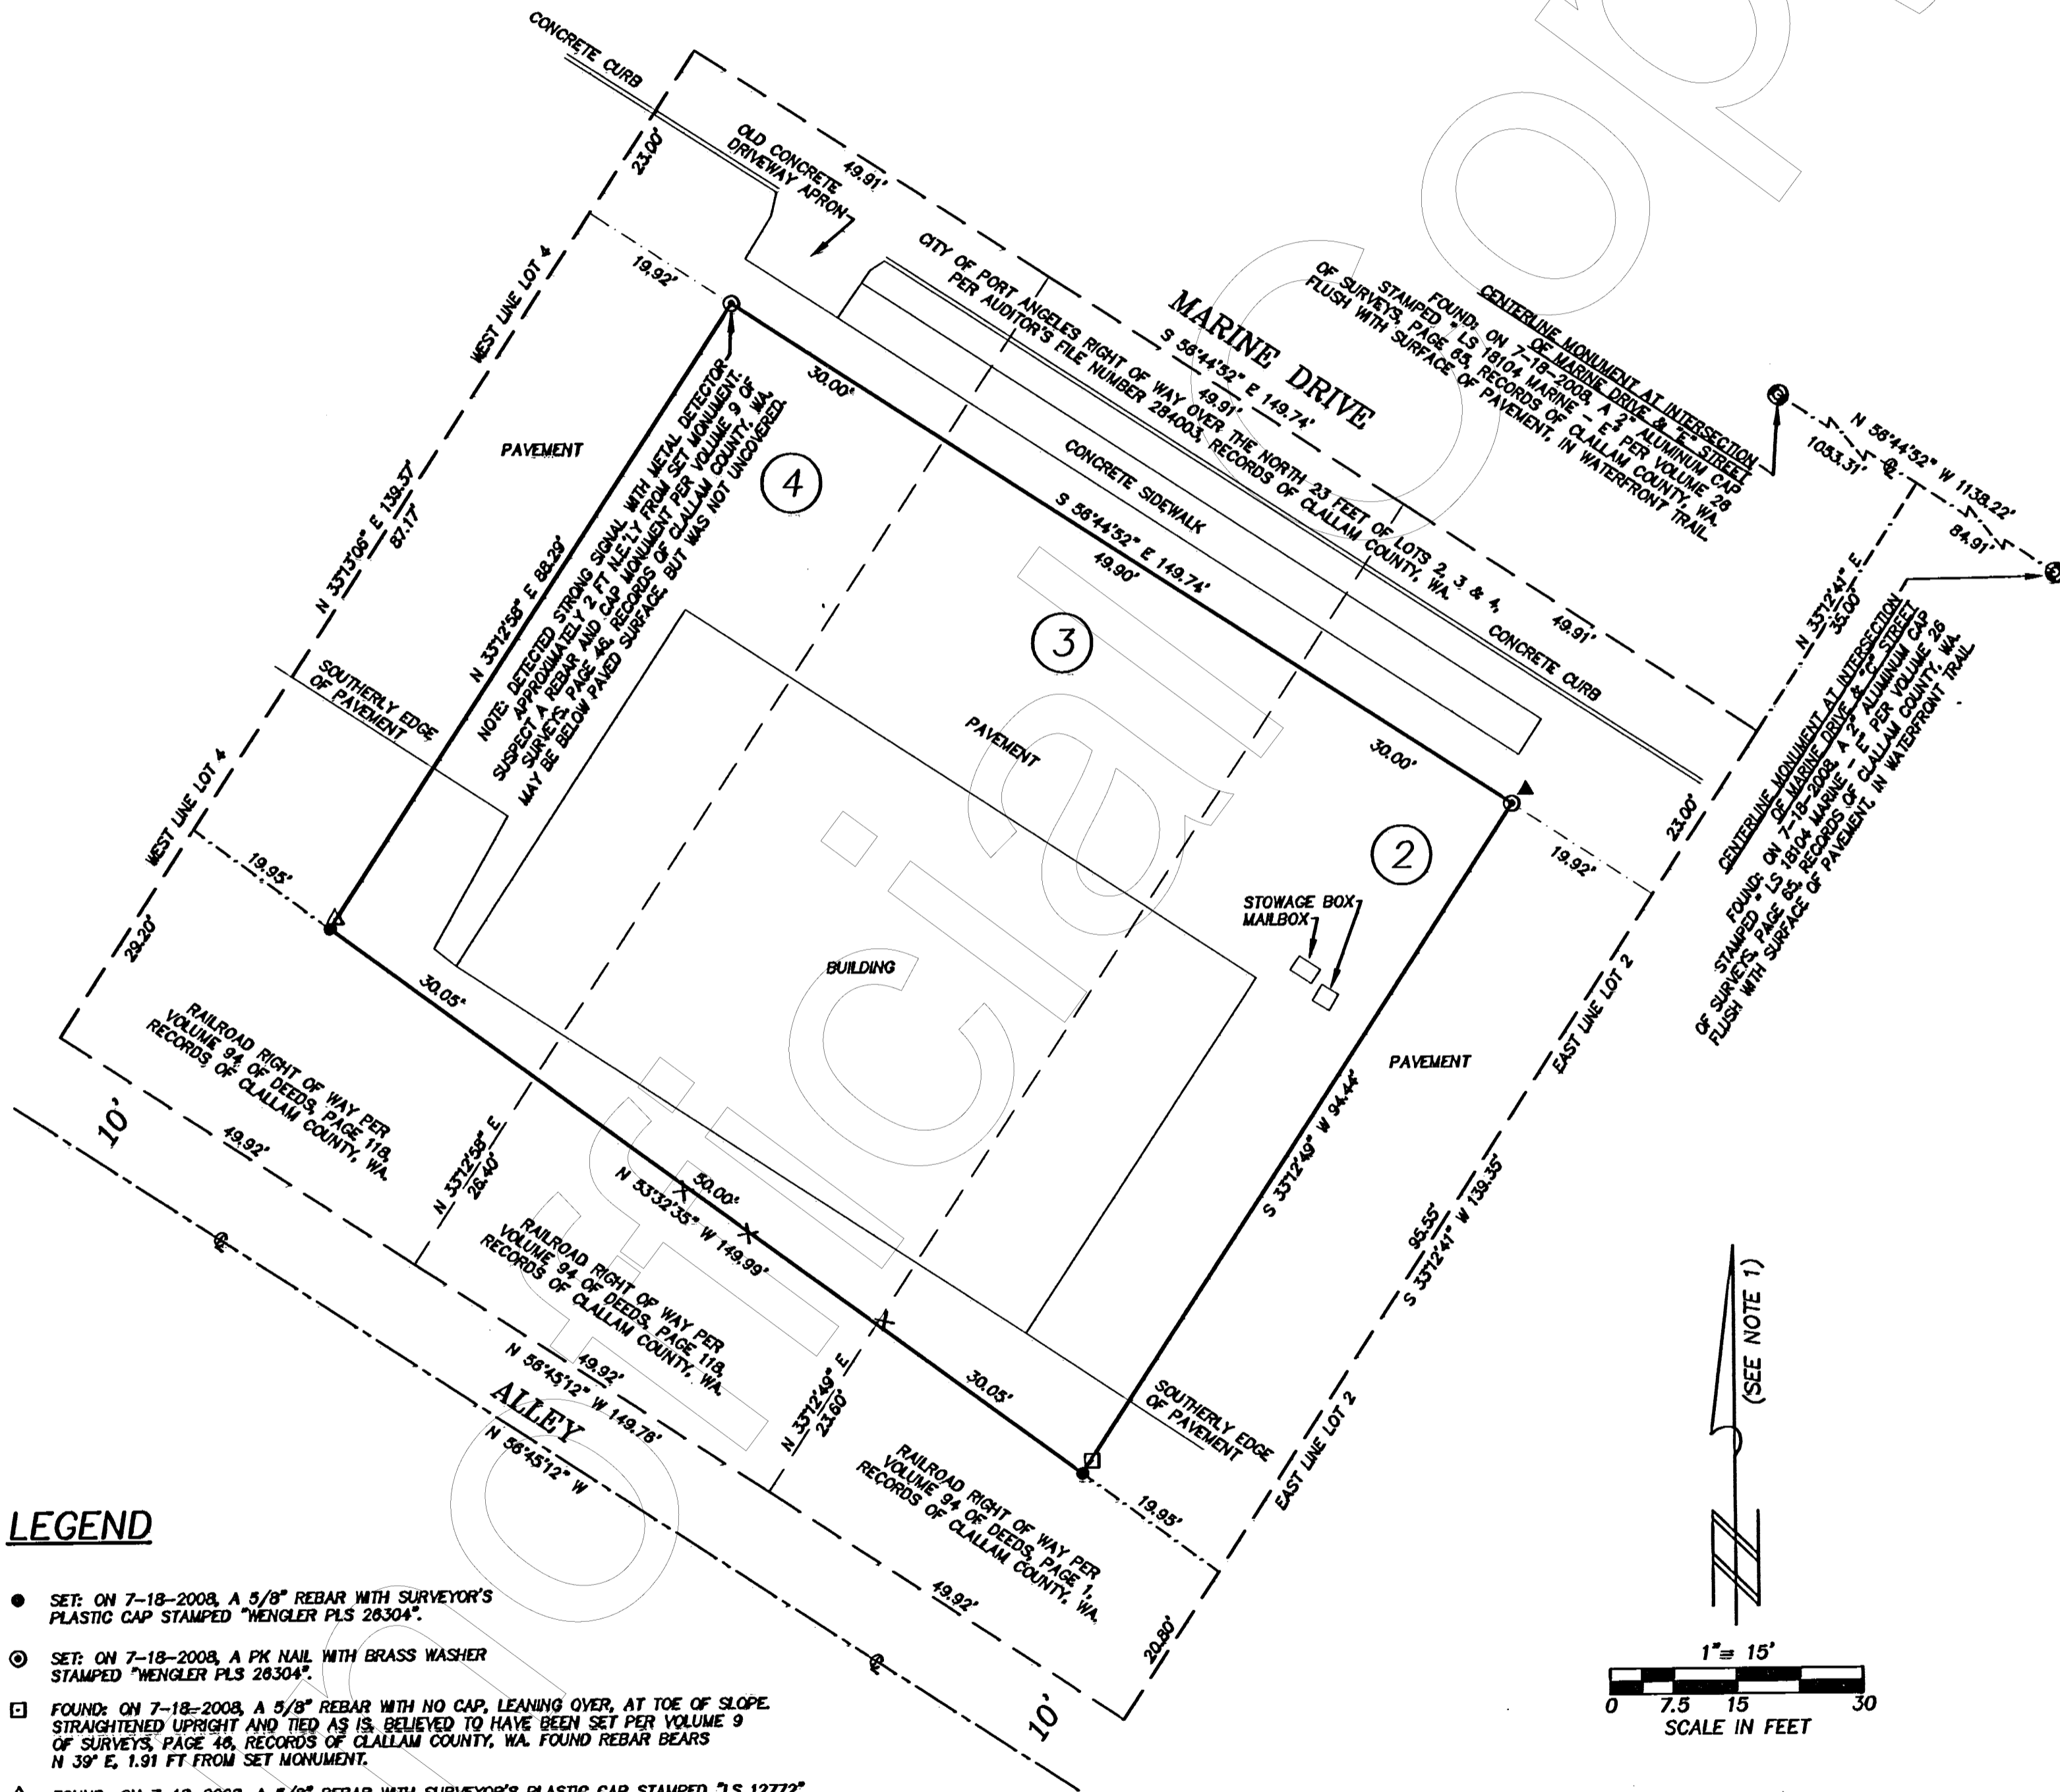 CONCRETE CURB
23.00'
OLD CONCRETE
DRIVEWAY APRON
49.91'
WEST LINE LOT 4
19.92'
CITY OF PORT ANGELES RIGHT OF WAY OVER THE NORTH 23 FEET OF LOTS 2, 3 & 4,
PER AUDITOR'S FILE NUMBER 284003, RECORDS OF CLALLAM COUNTY, WA.
MARINE DRIVE
S 56°44'52" E 149.74'
49.91'
CENTERLINE MONUMENT AT INTERSECTION
OF MARINE DRIVE & "E" STREET
FOUND: ON 7-18-2008, A 2" ALUMINUM CAP
STAMPED " LS 18104 MARINE - E" PER VOLUME 26
OF SURVEYS, PAGE 65, RECORDS OF CLALLAM COUNTY, WA.
FLUSH WITH SURFACE OF PAVEMENT, IN WATERFRONT TRAIL.
N 56°44'52" W 1138.22'
1053.31'
84.91'
N 33°12'41" E
35.00'
CENTERLINE MONUMENT AT INTERSECTION
OF MARINE DRIVE & "C" STREET
FOUND: ON 7-18-2008, A 2" ALUMINUM CAP
STAMPED " LS 18104 MARINE - E" PER VOLUME 26
OF SURVEYS, PAGE 65, RECORDS OF CLALLAM COUNTY, WA.
FLUSH WITH SURFACE OF PAVEMENT, IN WATERFRONT TRAIL
30.00'
PAVEMENT
4
NOTE: DETECTED STRONG SIGNAL WITH METAL DETECTOR
APPROXIMATELY 2 FT N.E.'LY FROM SET MONUMENT.
SUSPECT A REBAR AND CAP MONUMENT PER VOLUME 9 OF
SURVEYS, PAGE 46, RECORDS OF CLALLAM COUNTY, WA.
MAY BE BELOW PAVED SURFACE, BUT WAS NOT UNCOVERED.
N 33°13'06" E 139.37'
87.17'
N 33°12'58" E 88.29'
CONCRETE SIDEWALK
S 56°44'52" E 149.74'
49.90'
49.91'
CONCRETE CURB
3
SOUTHERLY EDGE
OF PAVEMENT
PAVEMENT
30.00'
23.00'
2
19.92'
WEST LINE LOT 4
19.95'
29.20'
STOWAGE BOX
MAILBOX
BUILDING
30.05'
EAST LINE LOT 2
PAVEMENT
RAILROAD RIGHT OF WAY PER
VOLUME 94 OF DEEDS, PAGE 118,
RECORDS OF CLALLAM COUNTY, WA.
10'
49.92'
N 33°12'58" E
26.40'
50.00'
N 53°32'35" W 149.99'
S 33°12'49" W 94.44'
95.55'
S 33°12'41" W 139.35'
RAILROAD RIGHT OF WAY PER
VOLUME 94 OF DEEDS, PAGE 118,
RECORDS OF CLALLAM COUNTY, WA.
49.92'
N 56°45'12" W 149.76'
ALLEY
N 56°45'12" W
N 33°12'49" E
23.60'
30.05'
SOUTHERLY EDGE
OF PAVEMENT
EAST LINE LOT 2
RAILROAD RIGHT OF WAY PER
VOLUME 94 OF DEEDS, PAGE 1,
RECORDS OF CLALLAM COUNTY, WA.
19.95'
49.92'
20.80'
10'
(SEE NOTE 1)
1"= 15'
0 7.5 15 30
SCALE IN FEET
LEGEND
SET: ON 7-18-2008, A 5/8" REBAR WITH SURVEYOR'S
PLASTIC CAP STAMPED "WENGLER PLS 26304".
SET: ON 7-18-2008, A PK NAIL WITH BRASS WASHER
STAMPED "WENGLER PLS 26304".
FOUND: ON 7-18-2008, A 5/8" REBAR WITH NO CAP, LEANING OVER, AT TOE OF SLOPE.
STRAIGHTENED UPRIGHT AND TIED AS IS. BELIEVED TO HAVE BEEN SET PER VOLUME 9
OF SURVEYS, PAGE 46, RECORDS OF CLALLAM COUNTY, WA. FOUND REBAR BEARS
N 39° E, 1.91 FT FROM SET MONUMENT.
FOUND: ON 7-18-2008, A 5/8" REBAR WITH SURVEYOR'S PLASTIC CAP STAMPED "LS 12772"